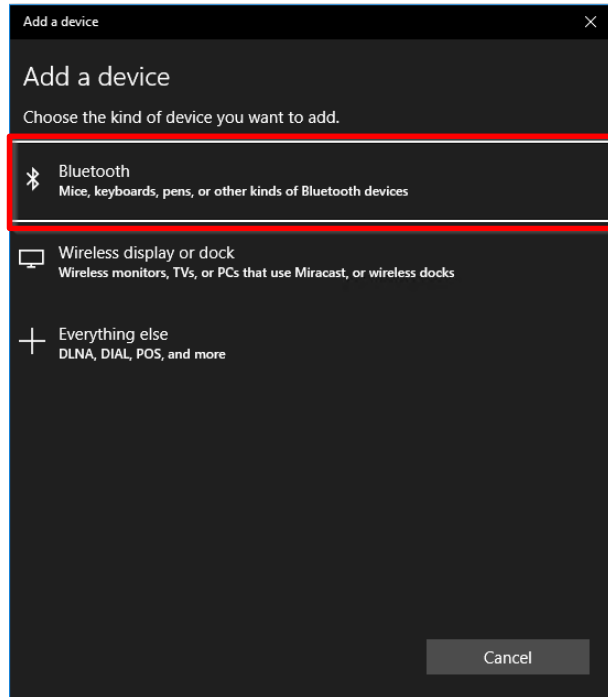 Add a device
Add a device
Choose the kind of device you want to add.
Bluetooth
Mice, keyboards, pens, or other kinds of Bluetooth devices
Wireless display or dock
Wireless monitors, TVs, or PCs that use Miracast, or wireless docks
Everything else
DLNA, DIAL, POS, and more
Cancel